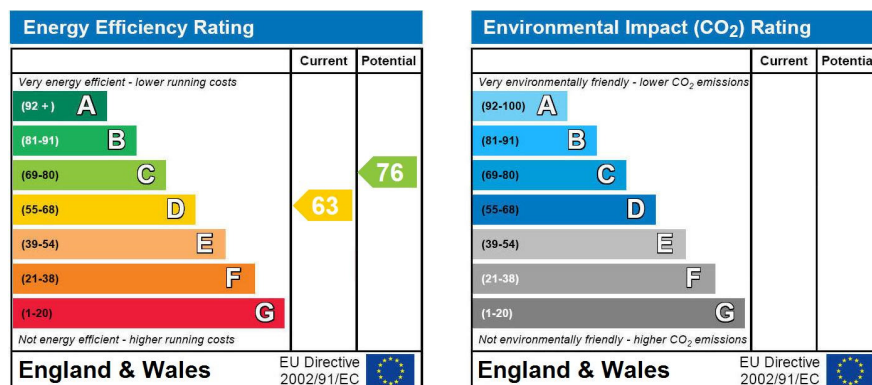 Energy Efficiency Rating
Current Potential
Very energy efficient - lower running costs
(92 +) A
(81-91) B
(69-80) C
76
(55-68) D
63
(39-54) E
(21-38) F
(1-20) G
Not energy efficient - higher running costs
England & Wales
EU Directive
2002/91/EC
Environmental Impact (CO2) Rating
Current Potential
Very environmentally friendly - lower CO2 emissions
(92-100) A
(81-91) B
(69-80) C
(55-68) D
(39-54) E
(21-38) F
(1-20) G
Not environmentally friendly - higher CO2 emissions
England & Wales
EU Directive
2002/91/EC